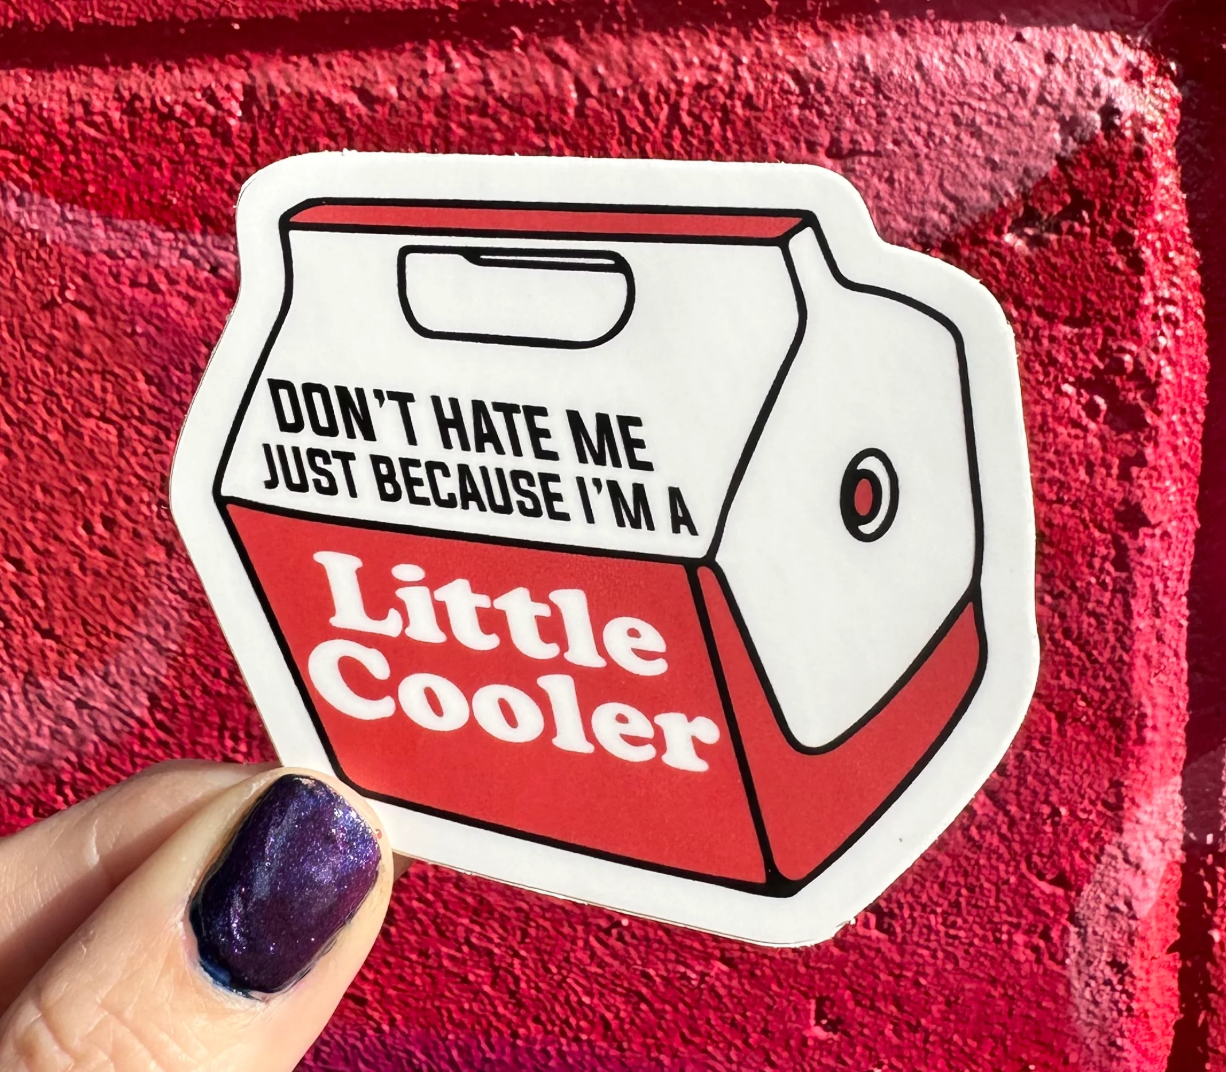 DON'T HATE ME
JUST BECAUSE I'M A
Little
Cooler